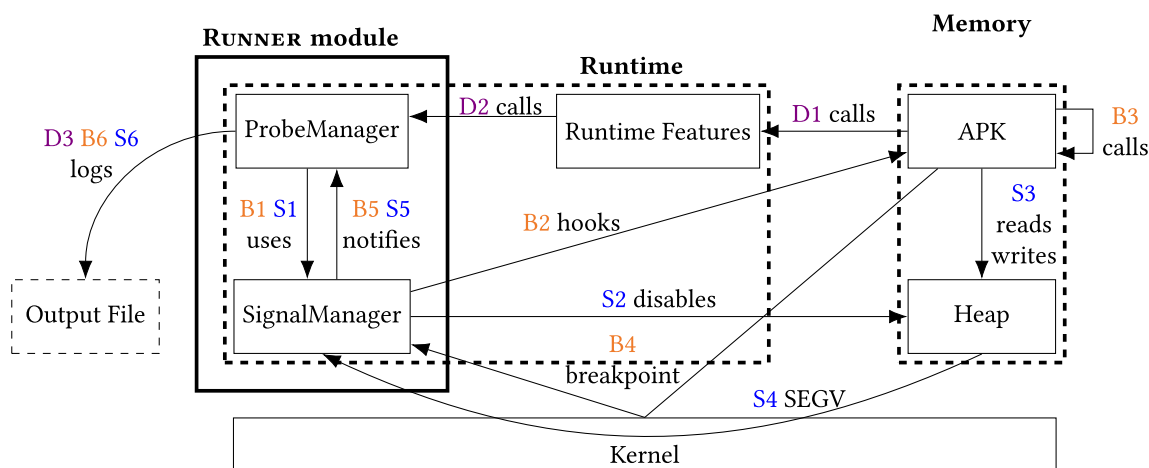 Memory
RUNNER module
Runtime
D2 calls
D1 calls
B3
calls
ProbeManager
Runtime Features
APK
D3 B6 S6
logs
B1 S1
uses
B5 S5
notifies
B2 hooks
S3
reads
writes
Output File
SignalManager
S2 disables
Heap
B4
breakpoint
S4 SEGV
Kernel